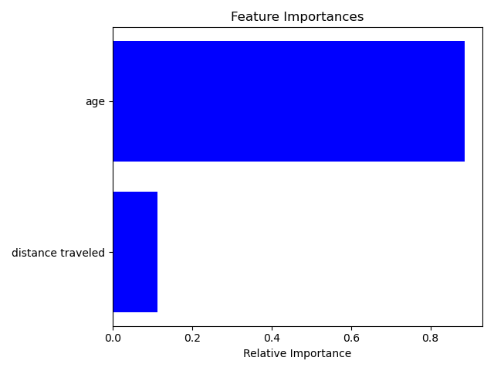 Feature Importances
age
distance traveled
0.0 0.2 0.4 0.6 0.8
Relative Importance